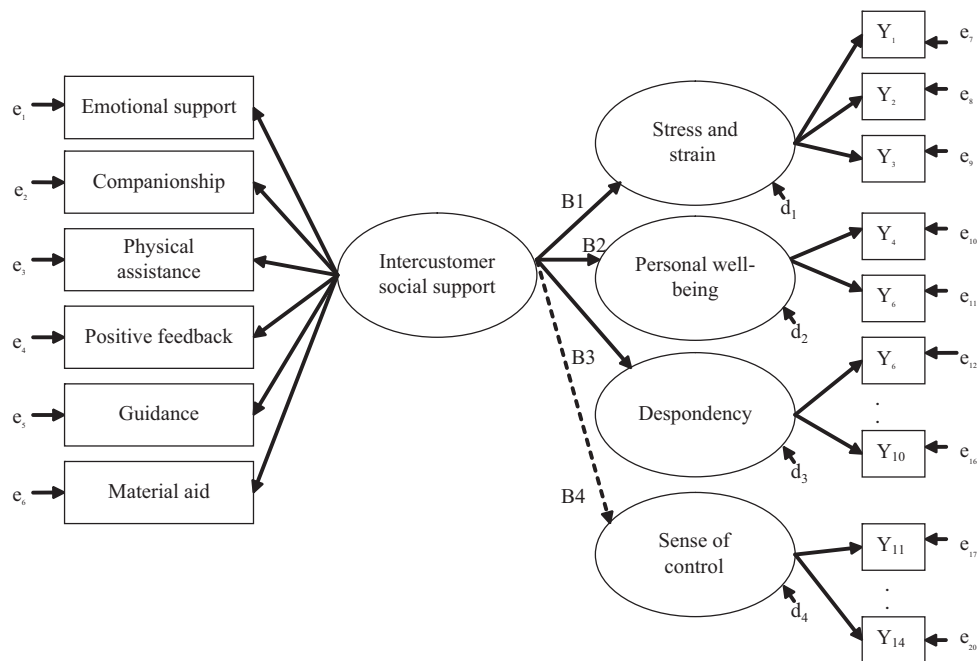 e₁
Emotional support
e₂
Companionship
e₃
Physical
assistance
e₄
Positive feedback
e₅
Guidance
e₆
Material aid
Intercustomer
social support
B1
B2
B3
B4
Stress and
strain
d₁
Personal well-
being
d₂
Despondency
d₃
Sense of
control
d₄
Y₁
e₇
Y₂
e₈
Y₃
e₉
Y₄
e₁₀
Y₆
e₁₁
Y₆
e₁₂
.
.
Y₁₀
e₁₆
Y₁₁
e₁₇
.
.
Y₁₄
e₂₀